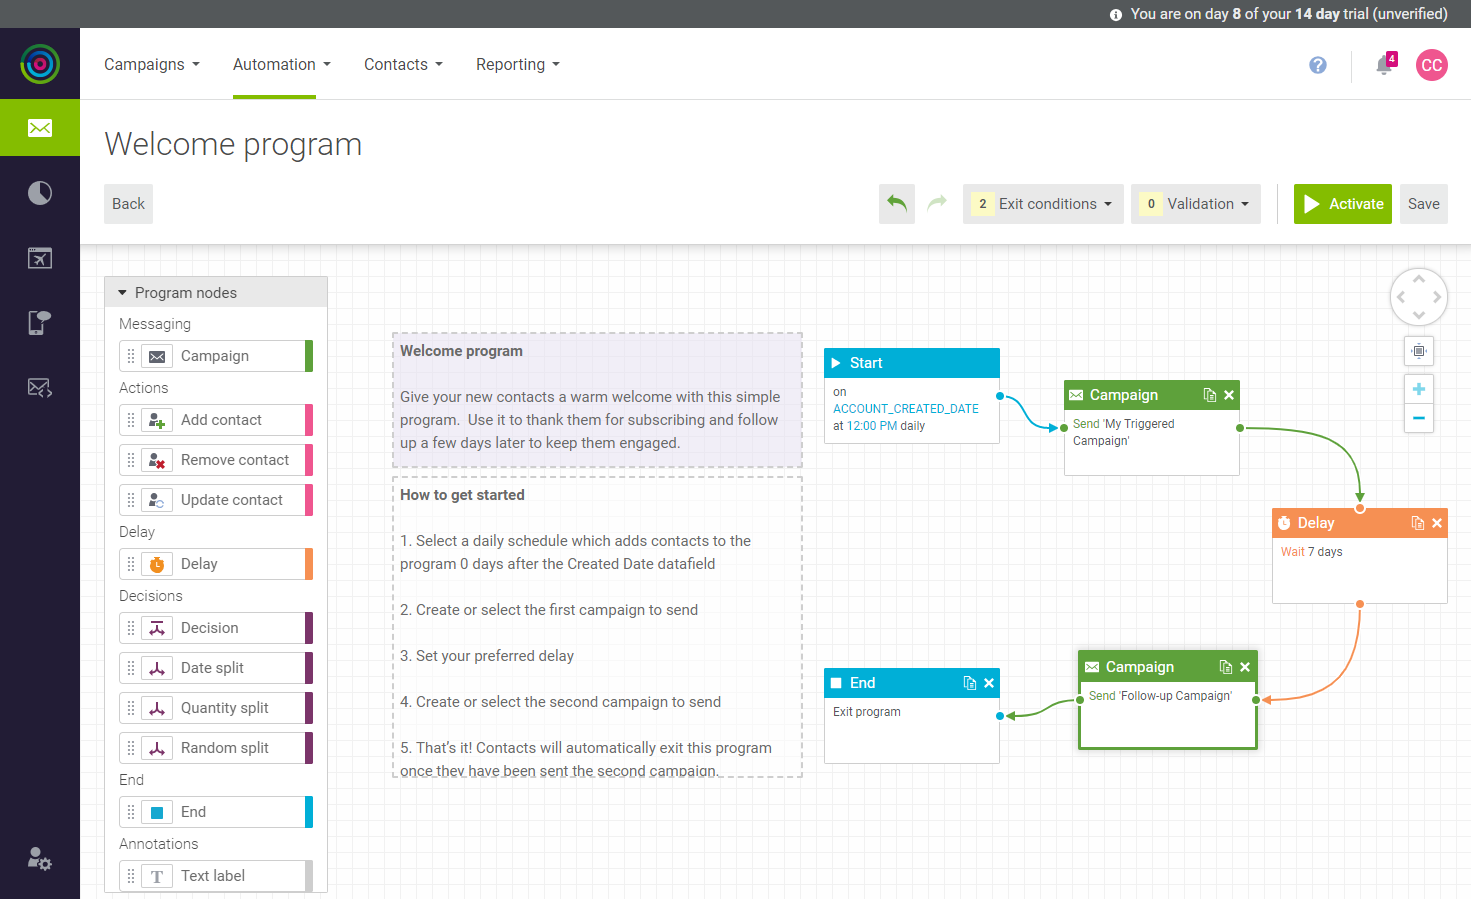 You are on day 8 of your 14 day trial (unverified)
Campaigns Automation Contacts Reporting
4
CC
Welcome program
Back
2 Exit conditions
0 Validation
Activate
Save
Program nodes
Messaging
Campaign
Actions
Add contact
Remove contact
Update contact
Delay
Delay
Decisions
Decision
Date split
Quantity split
Random split
End
End
Annotations
T Text label
Welcome program
Give your new contacts a warm welcome with this simple
program. Use it to thank them for subscribing and follow
up a few days later to keep them engaged.
How to get started
1. Select a daily schedule which adds contacts to the
program 0 days after the Created Date datafield
2. Create or select the first campaign to send
3. Set your preferred delay
4. Create or select the second campaign to send
5. That's it! Contacts will automatically exit this program
once they have been sent the second campaign.
Start
on
ACCOUNT_CREATED_DATE
at 12:00 PM daily
Campaign
Send 'My Triggered
Campaign'
Delay
Wait 7 days
Campaign
Send 'Follow-up Campaign'
End
Exit program